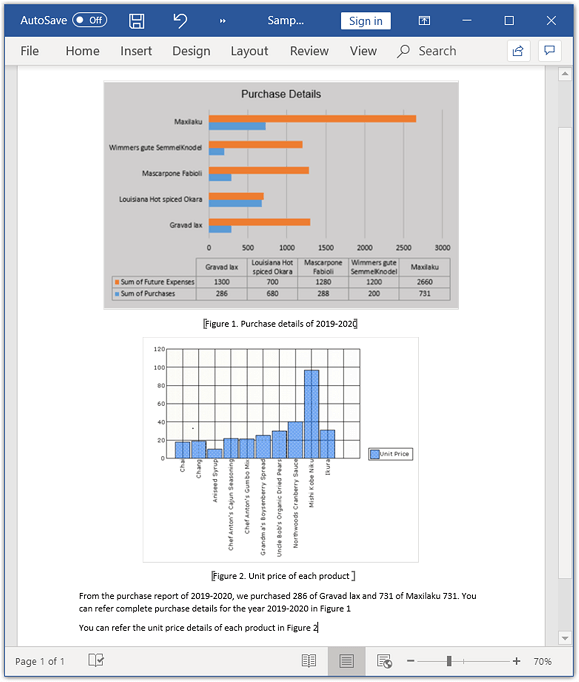 AutoSave Off » Samp... Sign in
File Home Insert Design Layout Review View Search
Purchase Details
Maxilaku
Wimmers gute SemmelKnodel
Mascarpone Fabioli
Louisiana Hot spiced Okara
Gravad lax
0 500 1000 1500 2000 2500 3000
Gravad lax Louisiana Hot spiced Okara Mascarpone Fabioli Wimmers gute SemmelKnodel Maxilaku
Sum of Future Expenses 1300 700 1280 1200 2660
Sum of Purchases 286 680 288 200 731
Figure 1. Purchase details of 2019-2020
120
100
80
60
40
20
0
Unit Price
Chai
Chang
Aniseed Syrup
Chef Anton's Cajun Seasoning
Chef Anton's Gumbo Mix
Grandma's Boysenberry Spread
Uncle Bob's Organic Dried Pears
Northwoods Cranberry Sauce
Mishi Kobe Niku
Ikura
Figure 2. Unit price of each product
From the purchase report of 2019-2020, we purchased 286 of Gravad lax and 731 of Maxilaku 731. You
can refer complete purchase details for the year 2019-2020 in Figure 1
You can refer the unit price details of each product in Figure 2
Page 1 of 1 70%